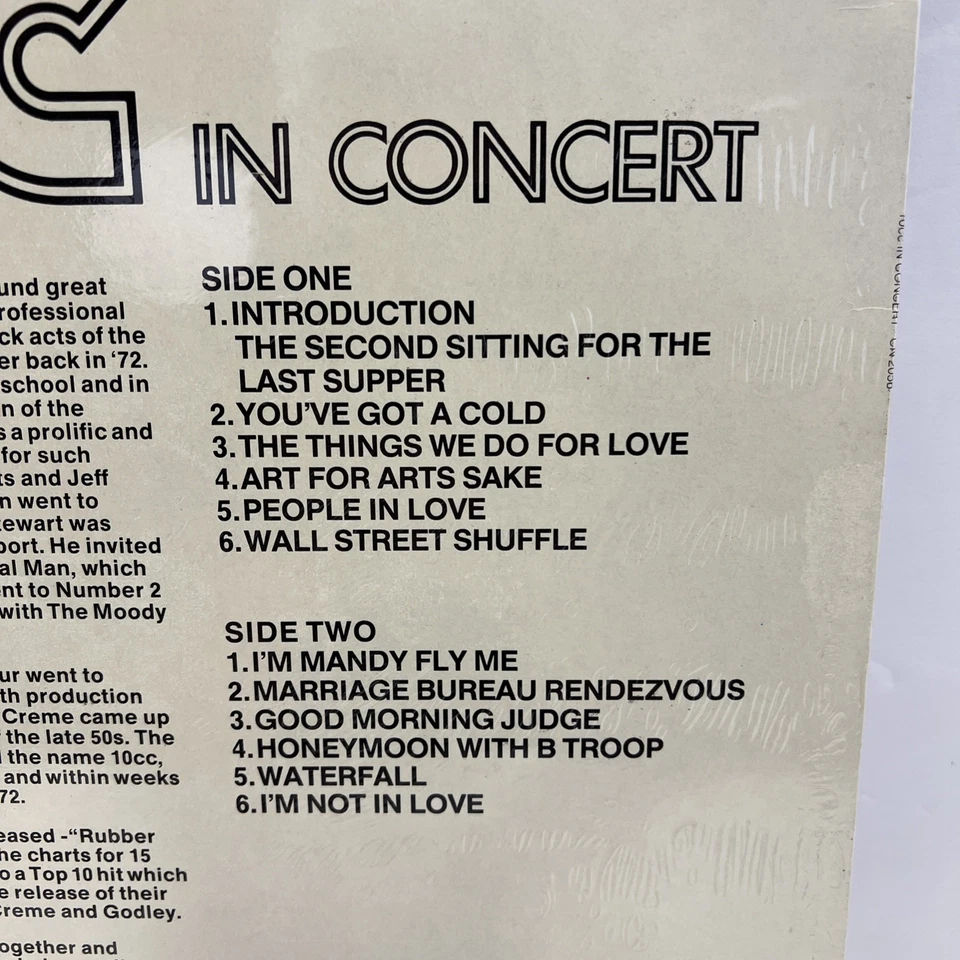 IN CONCERT
SIDE ONE
1. INTRODUCTION
THE SECOND SITTING FOR THE
LAST SUPPER
2. YOU'VE GOT A COLD
3. THE THINGS WE DO FOR LOVE
4. ART FOR ARTS SAKE
5. PEOPLE IN LOVE
6. WALL STREET SHUFFLE
SIDE TWO
1. I'M MANDY FLY ME
2. MARRIAGE BUREAU RENDEZVOUS
3. GOOD MORNING JUDGE
4. HONEYMOON WITH B TROOP
5. WATERFALL
6. I'M NOT IN LOVE
und great
rofessional
ck acts of the
er back in '72.
school and in
n of the
s a prolific and
for such
ts and Jeff
n went to
tewart was
port. He invited
al Man, which
ent to Number 2
with The Moody
ur went to
th production
Creme came up
f the late 50s. The
d the name 10cc,
and within weeks
72.
eased -“Rubber
he charts for 15
o a Top 10 hit which
e release of their
Creme and Godley.
ogether and
IN CONCERT